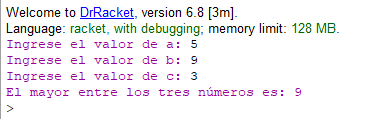 Welcome to DrRacket, version 6.8 [3m].
Language: racket, with debugging; memory limit: 128 MB.
Ingrese el valor de a: 5
Ingrese el valor de b: 9
Ingrese el valor de c: 3
El mayor entre los tres números es: 9
>